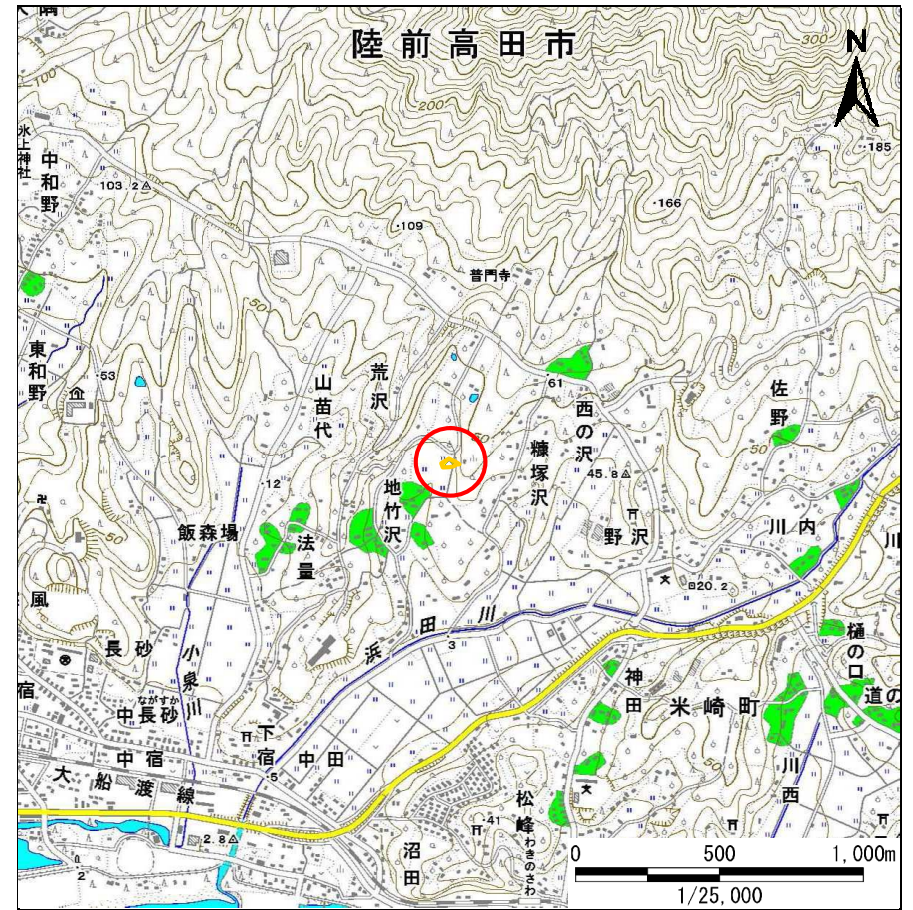 陸前高田市
N
300
100
200
氷上神社
中和野
103.2
185
166
109
普門寺
50
東和野
53
山苗代
荒沢
61
西の沢
佐野
50
糠塚沢
45.8
12
地竹沢
飯森場
法量
野沢
川内
川
50
風
20.2
長砂
小泉川
浜田川
3
樋の口
宿
ながすか
中長砂
神田
米崎町
道の
下宿
中宿
中田
5
50
川西
大船渡線
松峰
わきのさわ
41
沼田
2.8
2
0 500 1,000m
1/25,000